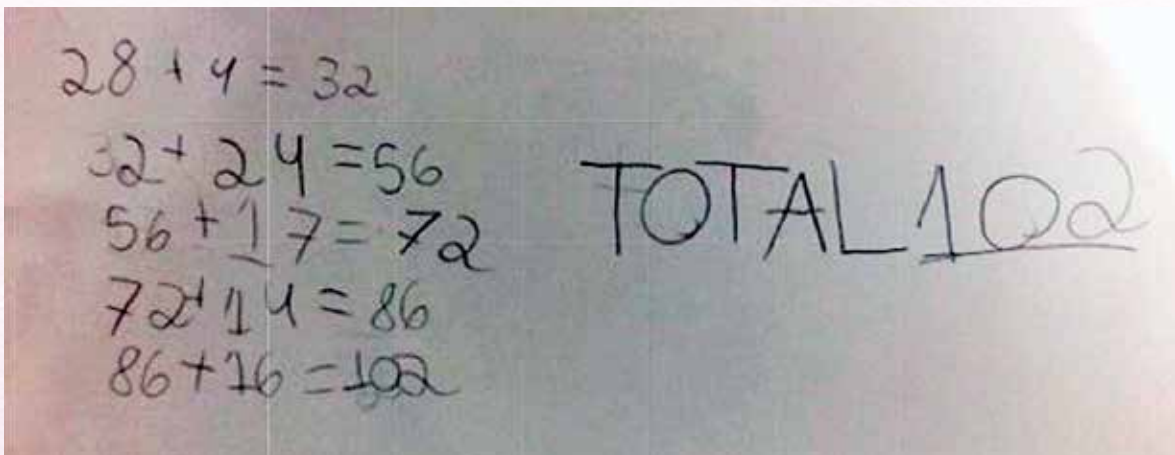 28 + 4 = 32
32 + 24 = 56
56 + 17 = 72
72 + 14 = 86
86 + 16 = 102
TOTAL 102